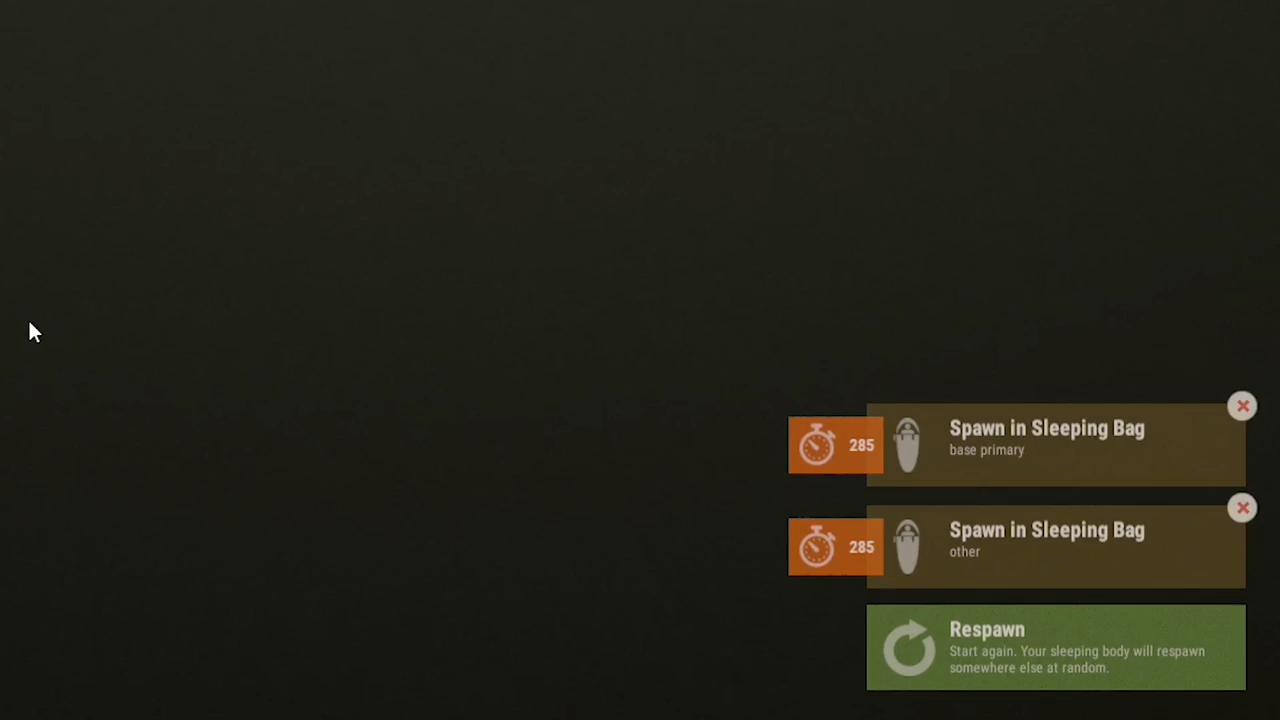 285
Spawn in Sleeping Bag
base primary
285
Spawn in Sleeping Bag
other
Respawn
Start again. Your sleeping body will respawn
somewhere else at random.